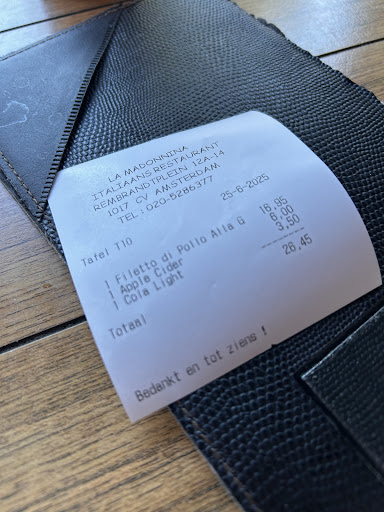 LA MADONNINA
ITALIAANS RESTAURANT
REMBRANDTPLEIN 12A-14
1017 CV AMSTERDAM
TEL: 020-5286377
25-6-2025
Tafel T10
1 Filetto di Pollo Alla G 16,95
1 Apple Cider 6,00
1 Cola Light 3,50
Totaal 26,45
Bedankt en tot ziens !